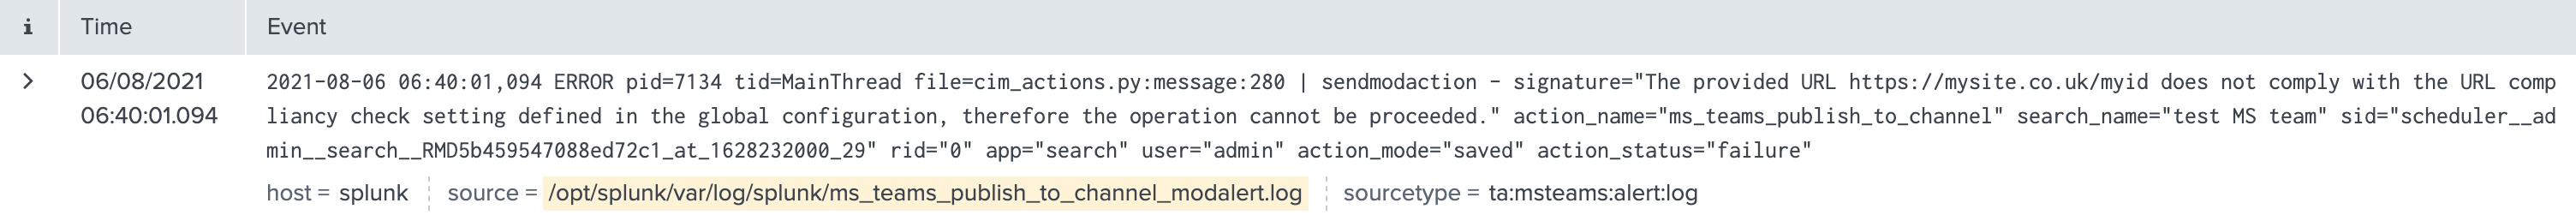 i Time Event
06/08/2021 2021-08-06 06:40:01,094 ERROR pid=7134 tid=MainThread file=cim_actions.py:message:280 | sendmodaction - signature="The provided URL https://mysite.co.uk/myid does not comply with the URL comp
06:40:01.094 liancy check setting defined in the global configuration, therefore the operation cannot be proceeded." action_name="ms_teams_publish_to_channel" search_name="test MS team" sid="scheduler__ad
min__search__RMD5b459547088ed72c1_at_1628232000_29" rid="0" app="search" user="admin" action_mode="saved" action_status="failure"
host = splunk source = /opt/splunk/var/log/splunk/ms_teams_publish_to_channel_modalert.log sourcetype = ta:msteams:alert:log